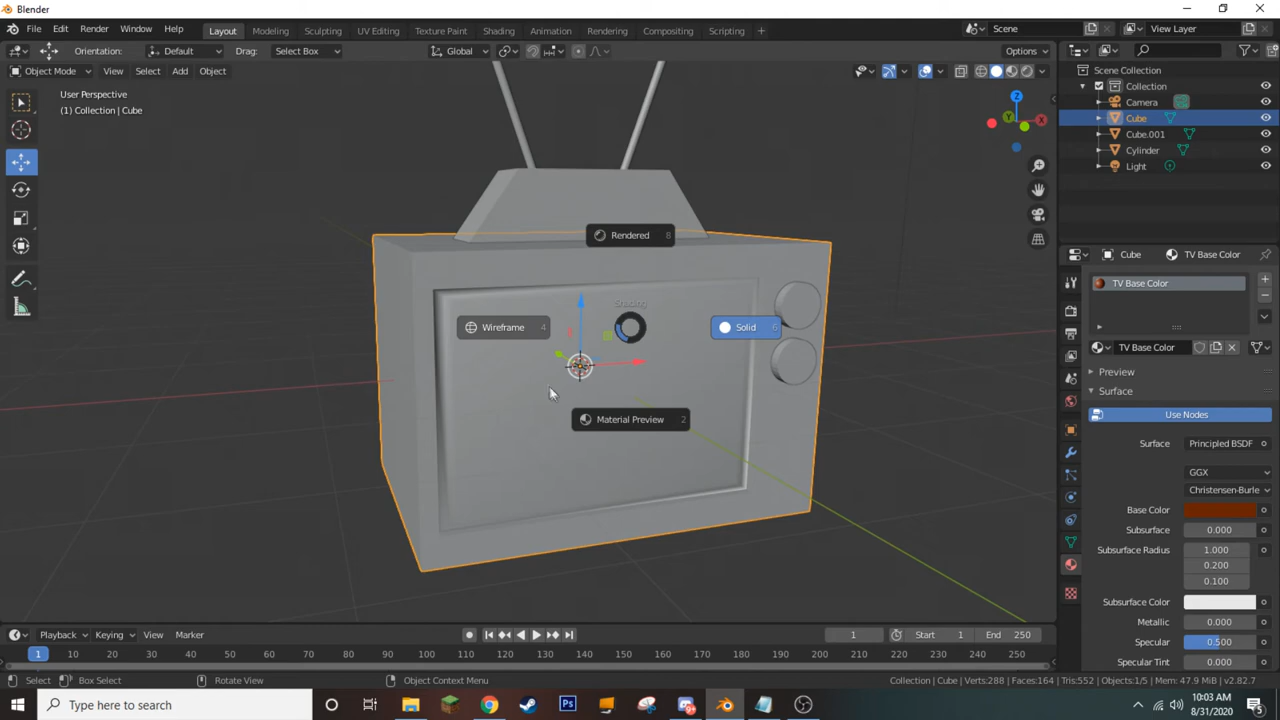 Blender
File Edit Render Window Help Layout Modeling Sculpting UV Editing Texture Paint Shading Animation Rendering Compositing Scripting + Scene View Layer
Orientation: Default Drag: Select Box Global Options
Object Mode View Select Add Object
User Perspective
(1) Collection | Cube
Z
Y
X
Scene Collection
Collection
Camera
Cube
Cube.001
Cylinder
Light
Rendered 8
Shading
Wireframe 4
Solid 6
Material Preview 2
Cube TV Base Color
TV Base Color
TV Base Color
Preview
Surface
Use Nodes
Surface Principled BSDF
GGX
Christensen-Burle
Base Color
Subsurface 0.000
Subsurface Radius 1.000
0.200
0.100
Subsurface Color
Metallic 0.000
Specular 0.500
Specular Tint 0.000
Playback Keying View Marker 1 Start 1 End 250
1 10 20 30 40 50 60 70 80 90 100 110 120 130 140 150 160 170 180 190 200 210 220 230 240 250
Select Box Select Rotate View Object Context Menu Collection | Cube | Verts:288 | Faces:164 | Tris:552 | Objects:1/5 | Mem: 47.9 MiB | v2.82.7
Type here to search
Ps
10:03 AM
8/31/2020
5